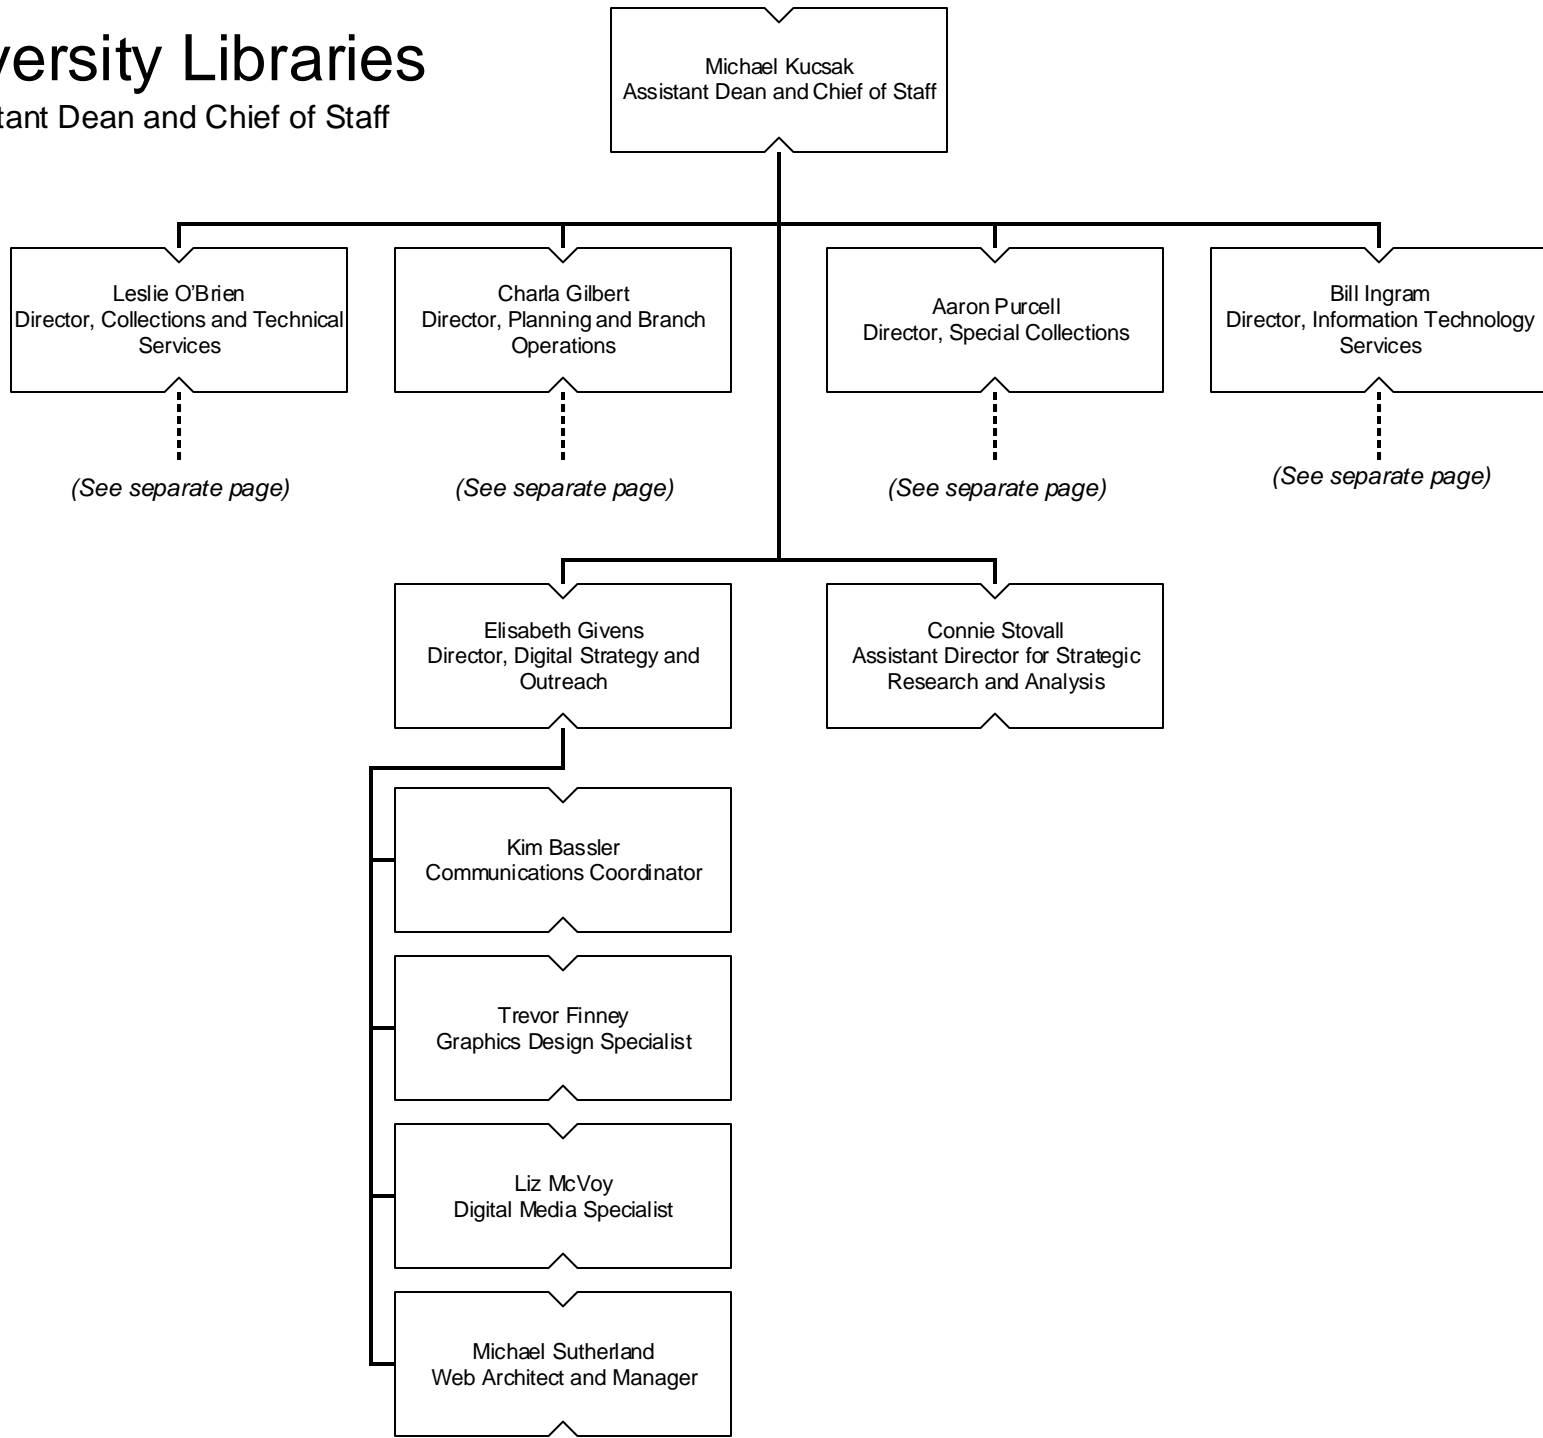 versity Libraries
tant Dean and Chief of Staff
Michael Kucsak
Assistant Dean and Chief of Staff
Leslie O'Brien
Director, Collections and Technical
Services
Charla Gilbert
Director, Planning and Branch
Operations
Aaron Purcell
Director, Special Collections
Bill Ingram
Director, Information Technology
Services
(See separate page)
(See separate page)
(See separate page)
(See separate page)
Elisabeth Givens
Director, Digital Strategy and
Outreach
Connie Stovall
Assistant Director for Strategic
Research and Analysis
Kim Bassler
Communications Coordinator
Trevor Finney
Graphics Design Specialist
Liz McVoy
Digital Media Specialist
Michael Sutherland
Web Architect and Manager